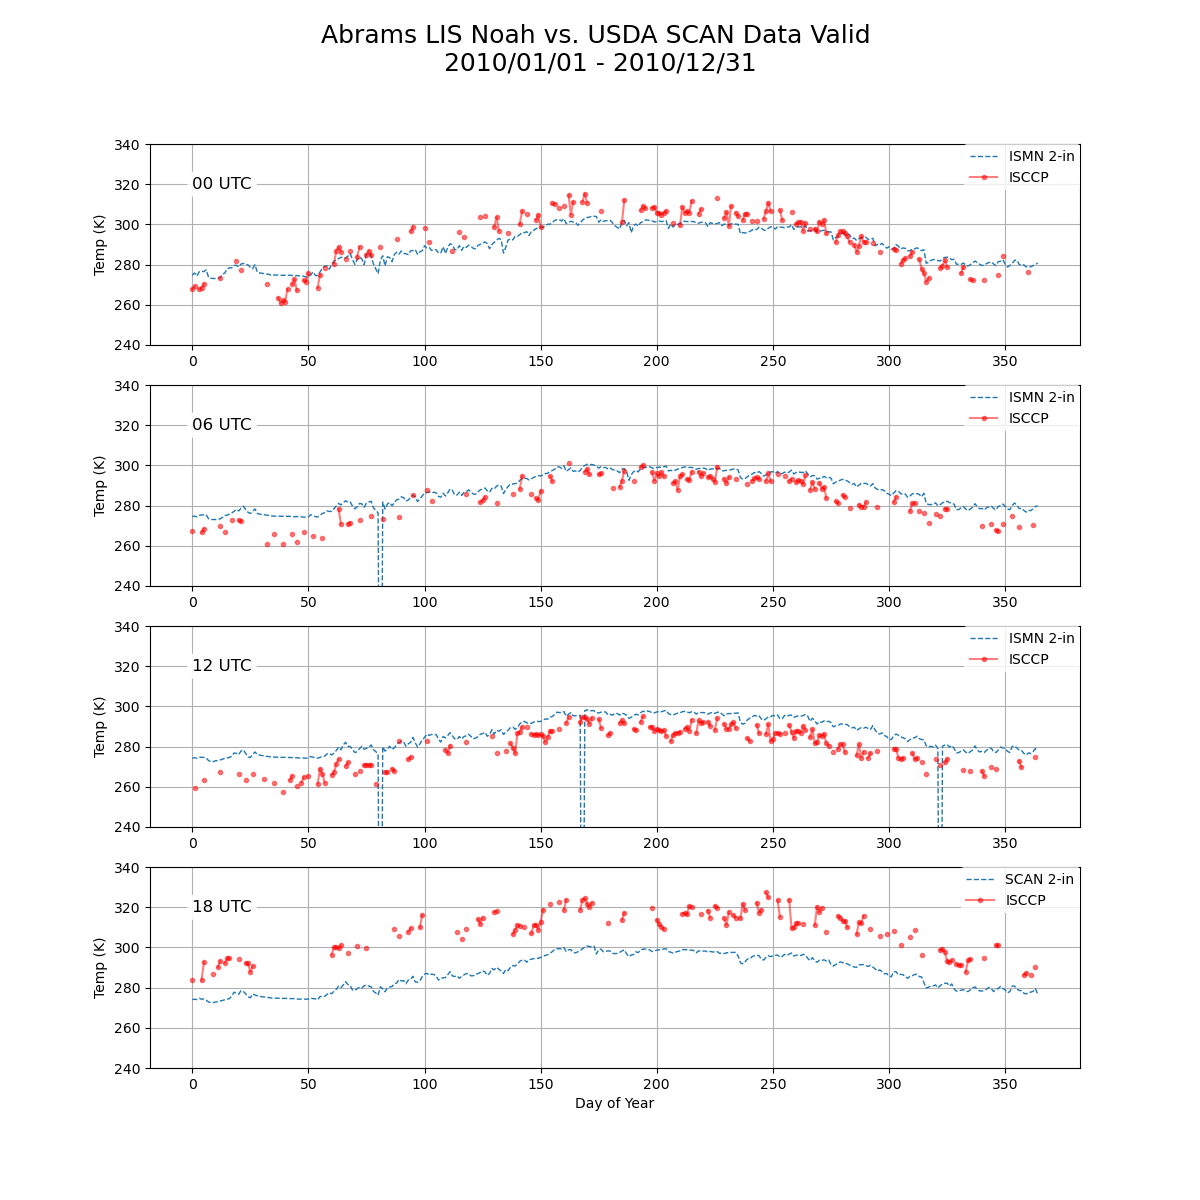 Abrams LIS Noah vs. USDA SCAN Data Valid
2010/01/01 - 2010/12/31
340
320
300
280
260
240
Temp (K)
00 UTC
ISMN 2-in
ISCCP
0 50 100 150 200 250 300 350
340
320
300
280
260
240
Temp (K)
06 UTC
ISMN 2-in
ISCCP
0 50 100 150 200 250 300 350
340
320
300
280
260
240
Temp (K)
12 UTC
ISMN 2-in
ISCCP
0 50 100 150 200 250 300 350
340
320
300
280
260
240
Temp (K)
18 UTC
SCAN 2-in
ISCCP
0 50 100 150 200 250 300 350
Day of Year